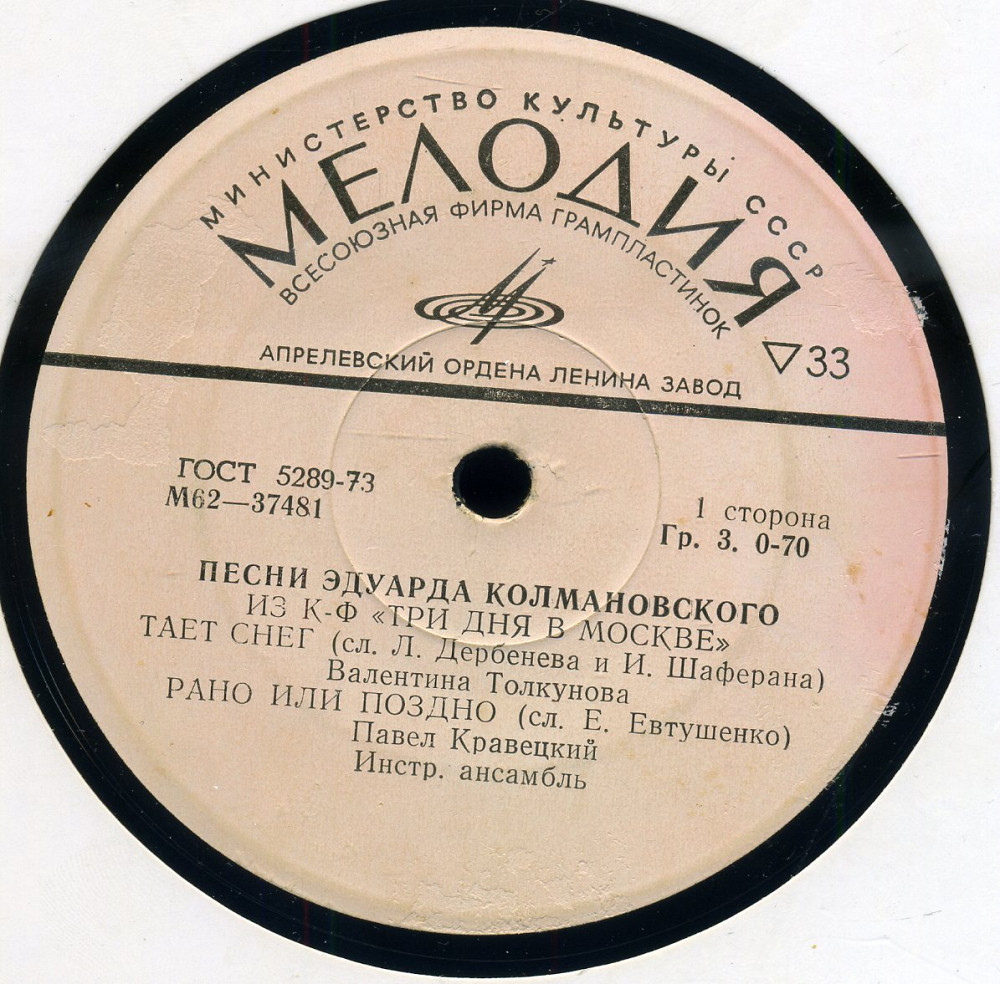 МИНИСТЕРСТВО КУЛЬТУРЫ СССР
МЕЛОДИЯ
ВСЕСОЮЗНАЯ ФИРМА ГРАМПЛАСТИНОК
АПРЕЛЕВСКИЙ ОРДЕНА ЛЕНИНА ЗАВОД
33
ГОСТ 5289-73
М62—37481
1 сторона
Гр. 3. 0-70
ПЕСНИ ЭДУАРДА КОЛМАНОВСКОГО
ИЗ К-Ф «ТРИ ДНЯ В МОСКВЕ»
ТАЕТ СНЕГ (сл. Л. Дербенева и И. Шаферана)
Валентина Толкунова
РАНО ИЛИ ПОЗДНО (сл. Е. Евтушенко)
Павел Кравецкий
Инстр. ансамбль